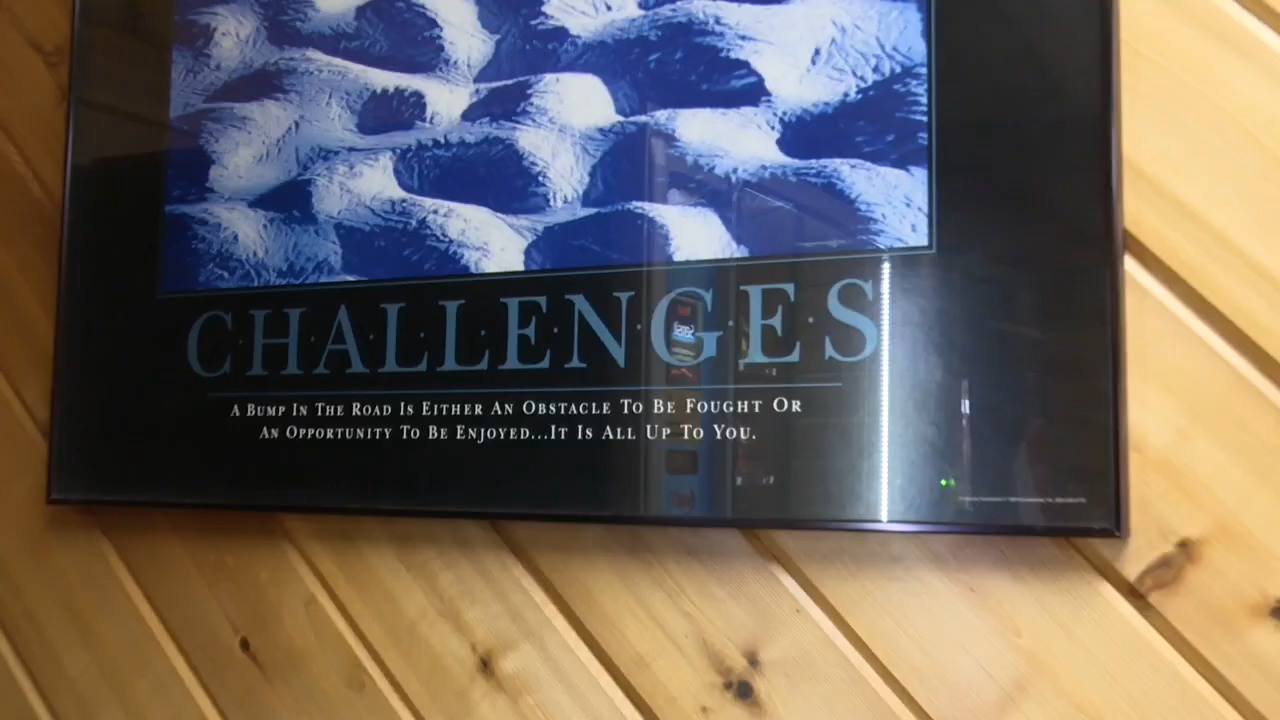 C·H·A·L·L·E·N·G·E·S
A BUMP IN THE ROAD IS EITHER AN OBSTACLE TO BE FOUGHT OR
AN OPPORTUNITY TO BE ENJOYED...IT IS ALL UP TO YOU.